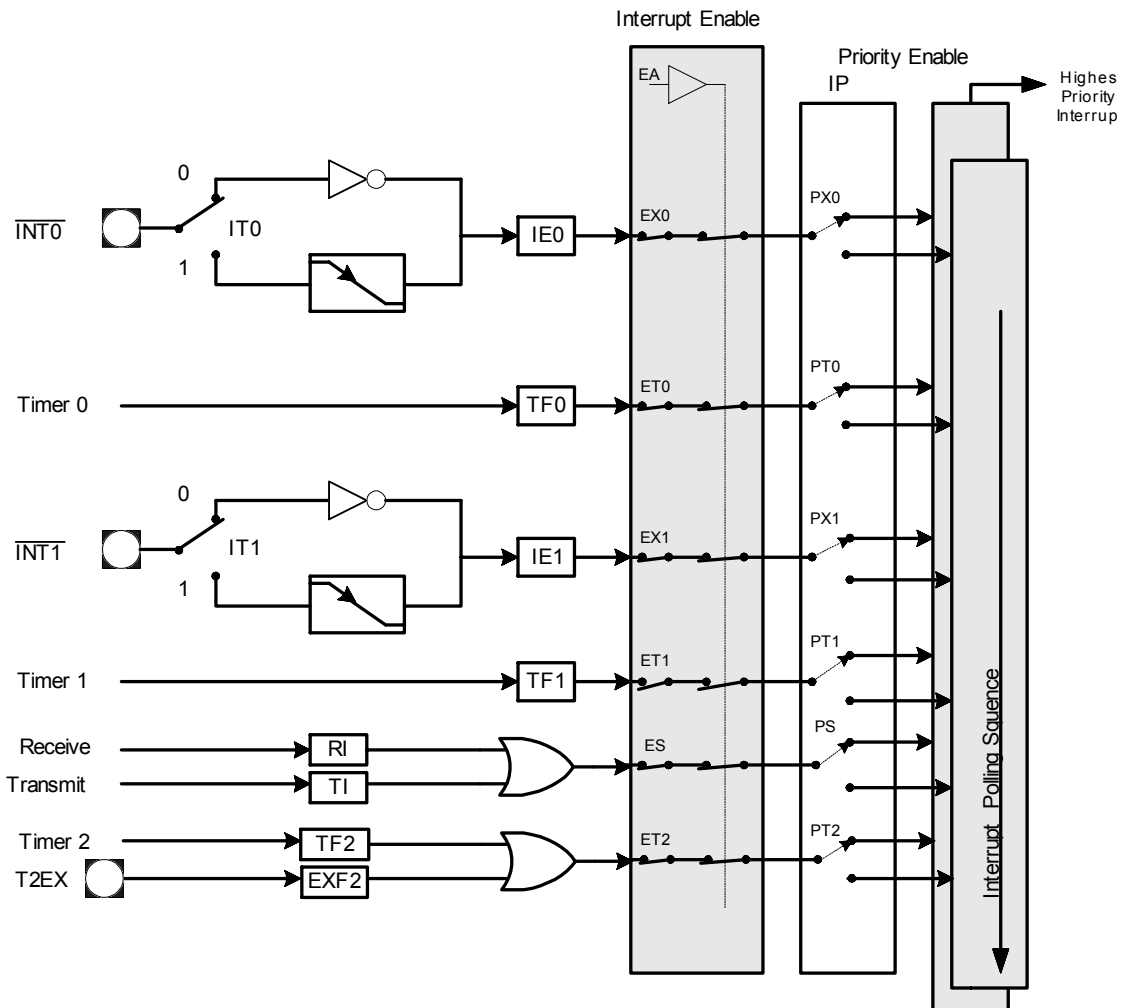 Interrupt Enable
Priority Enable
IP
Highes
Priority
Interrup
EA
0
INT0
IT0
1
IE0
EX0
PX0
Timer 0
TF0
ET0
PT0
0
INT1
IT1
1
IE1
EX1
PX1
Timer 1
TF1
ET1
PT1
Receive
RI
Transmit
TI
ES
PS
Timer 2
TF2
T2EX
EXF2
ET2
PT2
Interrupt Polling Squence